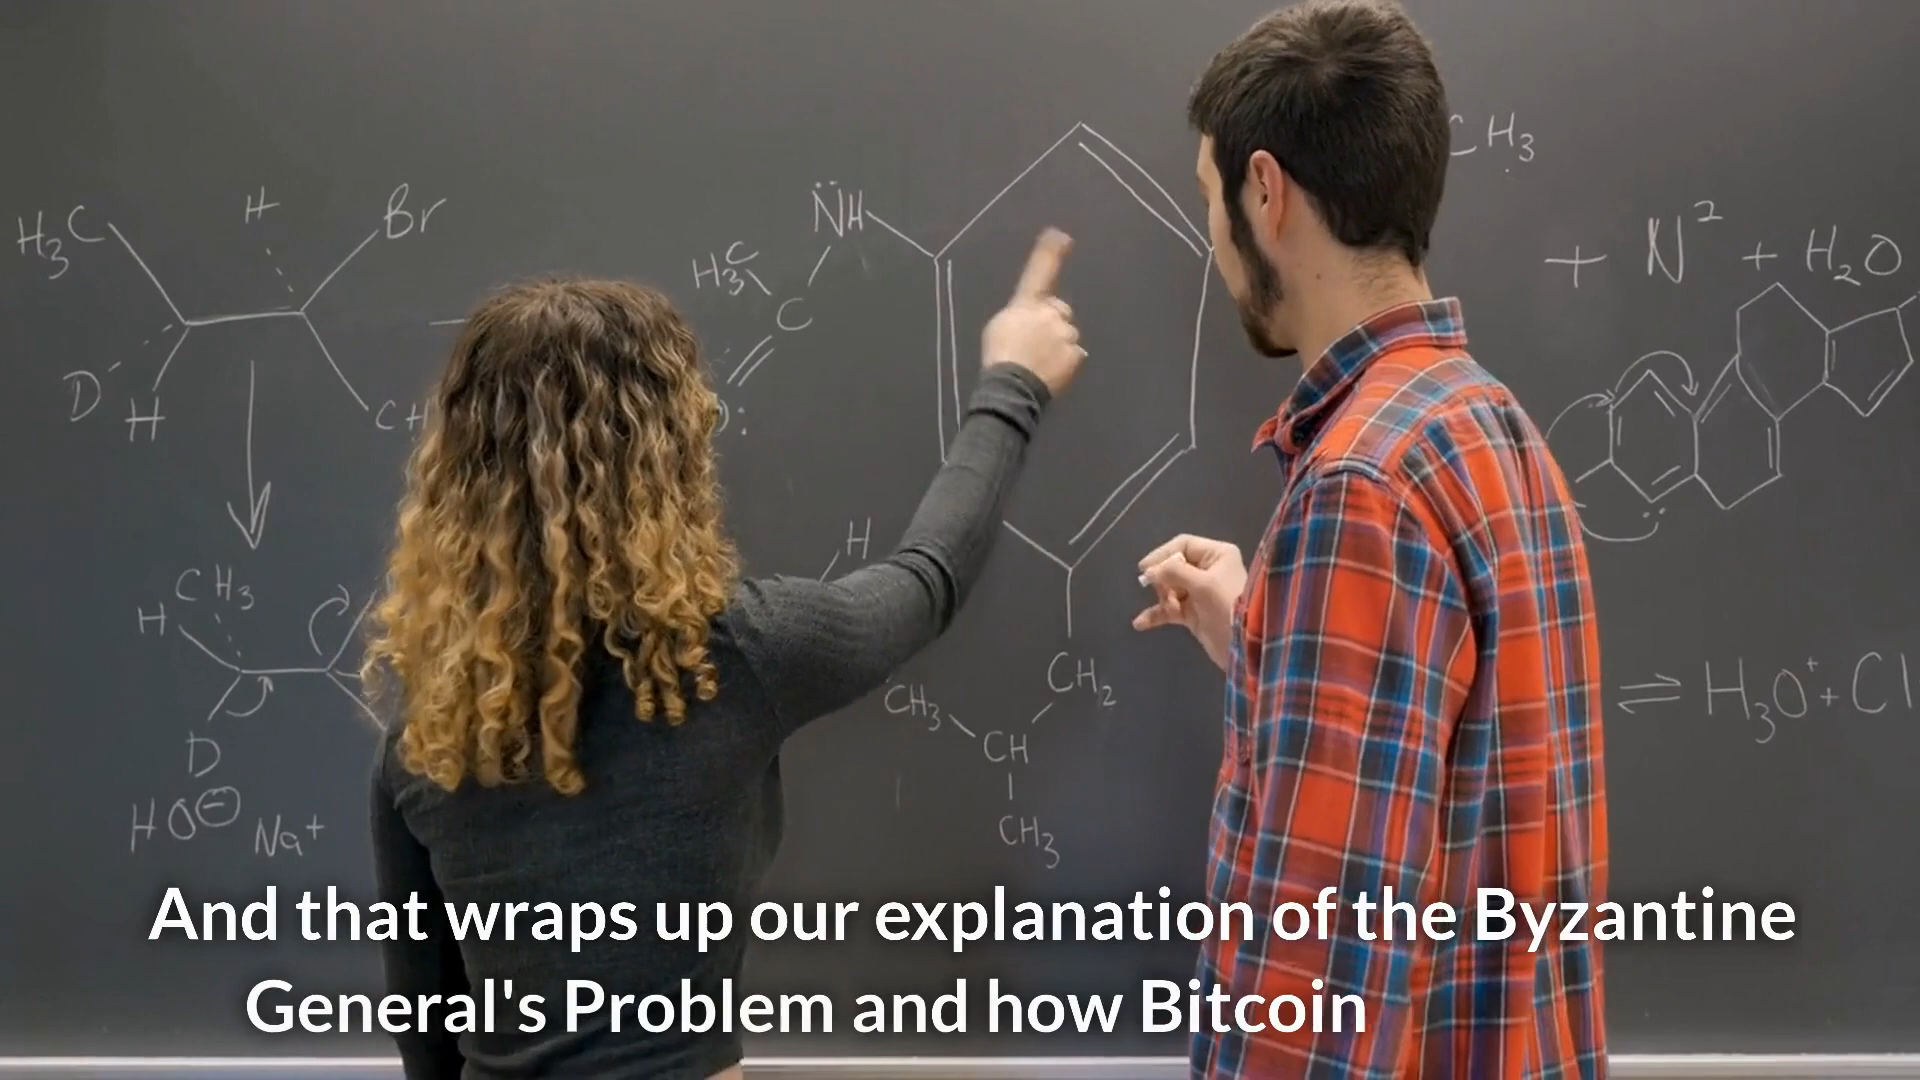 H₃C
H
Br
D
H
CH
N̈H
H₃C
C
CH₃
+ N² + H₂O
H
CH₃
H
D
HO⊖ Na⁺
CH₂
CH₃
CH
CH₃
⇌ H₃O⁺ + Cl
And that wraps up our explanation of the Byzantine
General's Problem and how Bitcoin